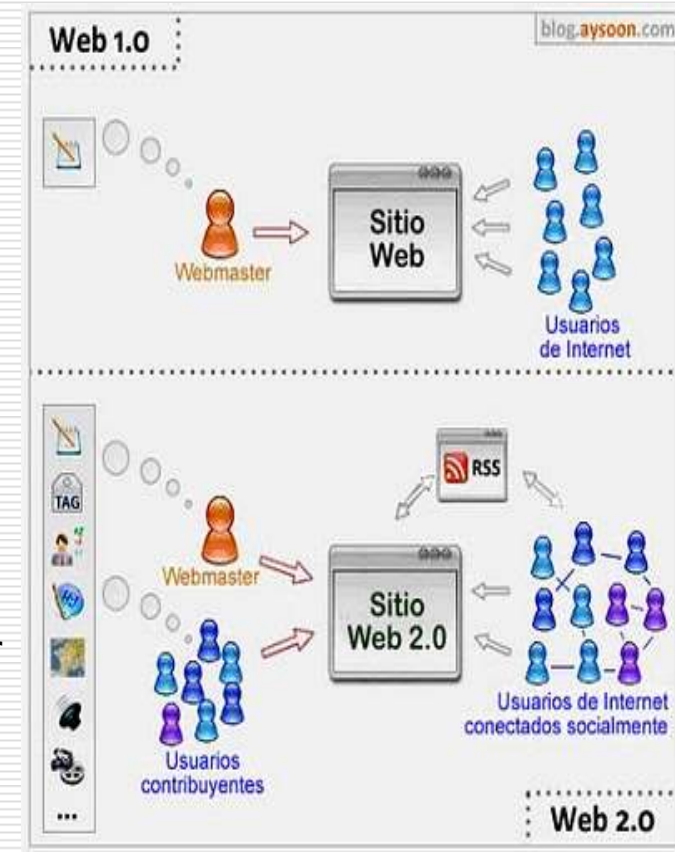 Web 1.0
blog.aysoon.com
Webmaster
Sitio
Web
Usuarios
de Internet
TAG
RSS
Webmaster
Sitio
Web 2.0
Usuarios
contribuyentes
Usuarios de Internet
conectados socialmente
...
Web 2.0